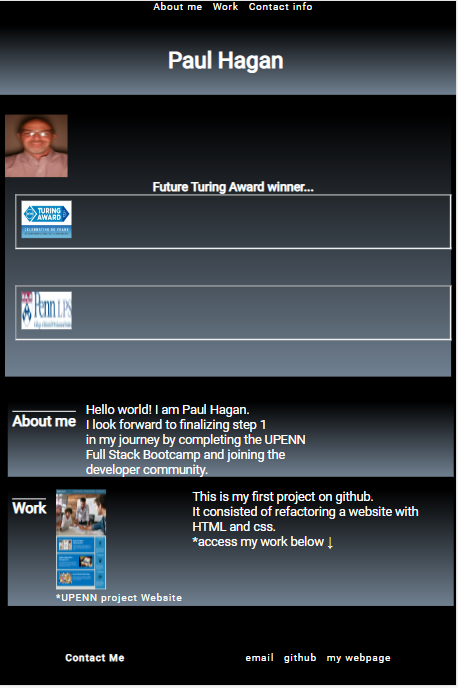 About me Work Contact info
Paul Hagan
Future Turing Award winner...
TURING
AWARD
Penn LPS
Hello world! I am Paul Hagan.
About me
I look forward to finalizing step 1
in my journey by completing the UPENN
Full Stack Bootcamp and joining the
developer community.
Work
This is my first project on github.
It consisted of refactoring a website with
HTML and css.
*access my work below ↓
*UPENN project Website
Contact Me
email github my webpage